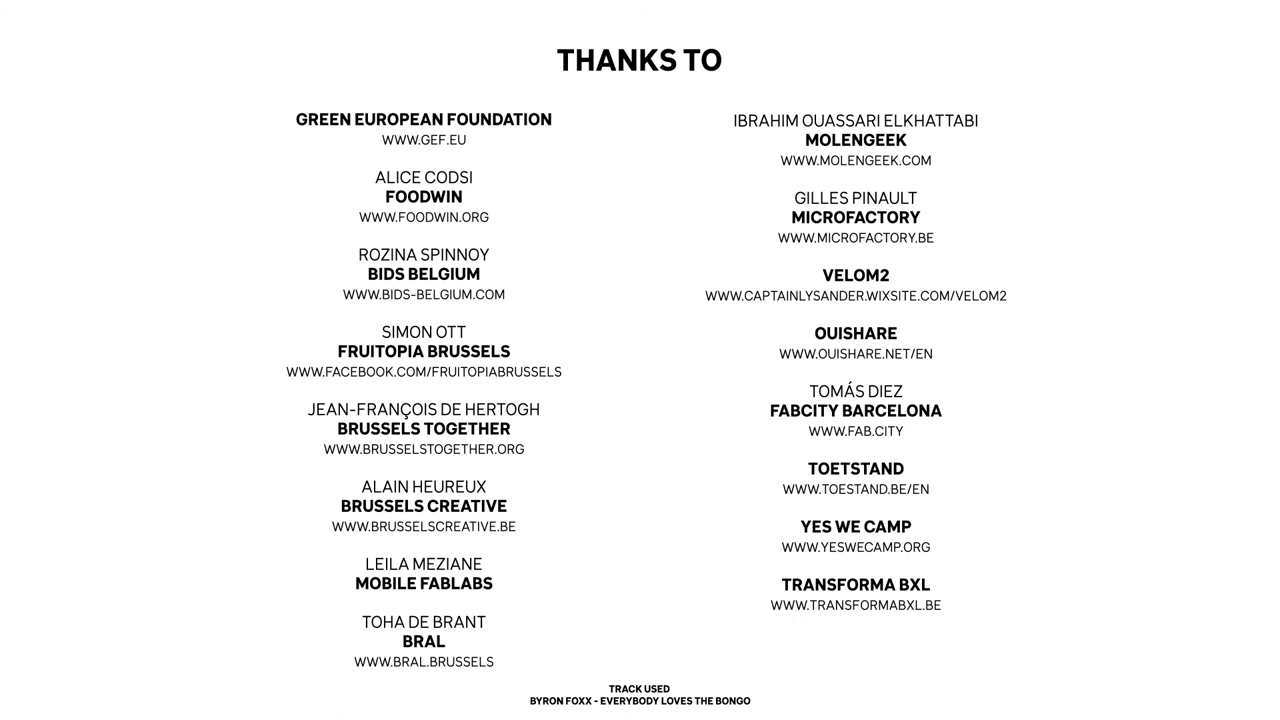 THANKS TO
GREEN EUROPEAN FOUNDATION
WWW.GEF.EU
ALICE CODSI
FOODWIN
WWW.FOODWIN.ORG
ROZINA SPINNOY
BIDS BELGIUM
WWW.BIDS-BELGIUM.COM
SIMON OTT
FRUITOPIA BRUSSELS
WWW.FACEBOOK.COM/FRUITOPIABRUSSELS
JEAN-FRANÇOIS DE HERTOGH
BRUSSELS TOGETHER
WWW.BRUSSELSTOGETHER.ORG
ALAIN HEUREUX
BRUSSELS CREATIVE
WWW.BRUSSELSCREATIVE.BE
LEILA MEZIANE
MOBILE FABLABS
TOHA DE BRANT
BRAL
WWW.BRAL.BRUSSELS
IBRAHIM OUASSARI ELKHATTABI
MOLENGEEK
WWW.MOLENGEEK.COM
GILLES PINAULT
MICROFACTORY
WWW.MICROFACTORY.BE
VELOM2
WWW.CAPTAINLYSANDER.WIXSITE.COM/VELOM2
OUISHARE
WWW.OUISHARE.NET/EN
TOMÁS DIEZ
FABCITY BARCELONA
WWW.FAB.CITY
TOETSTAND
WWW.TOESTAND.BE/EN
YES WE CAMP
WWW.YESWECAMP.ORG
TRANSFORMA BXL
WWW.TRANSFORMABXL.BE
TRACK USED
BYRON FOXX - EVERYBODY LOVES THE BONGO